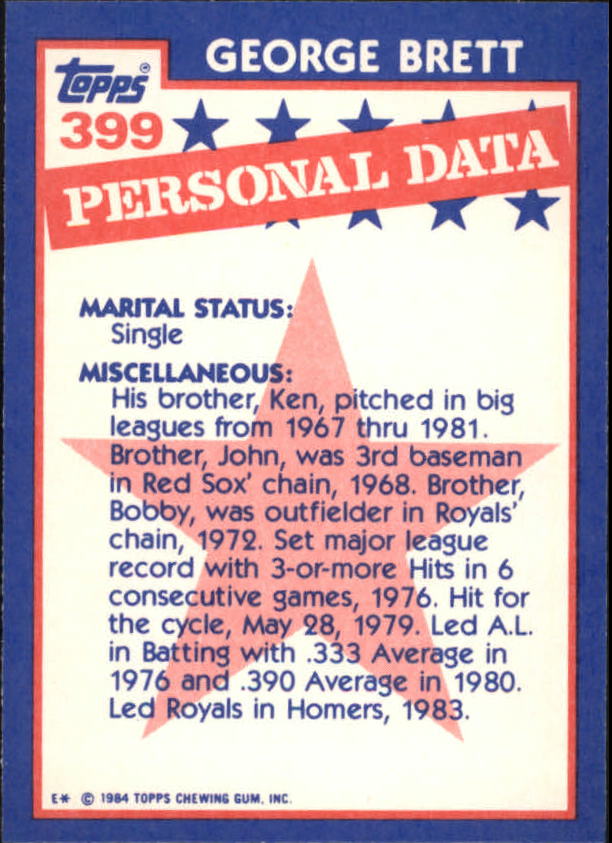 GEORGE BRETT
TOPPS®
399
PERSONAL DATA
MARITAL STATUS:
Single
MISCELLANEOUS:
His brother, Ken, pitched in big
leagues from 1967 thru 1981.
Brother, John, was 3rd baseman
in Red Sox' chain, 1968. Brother,
Bobby, was outfielder in Royals'
chain, 1972. Set major league
record with 3-or-more Hits in 6
consecutive games, 1976. Hit for
the cycle, May 28, 1979. Led A.L.
in Batting with .333 Average in
1976 and .390 Average in 1980.
Led Royals in Homers, 1983.
E* © 1984 TOPPS CHEWING GUM, INC.